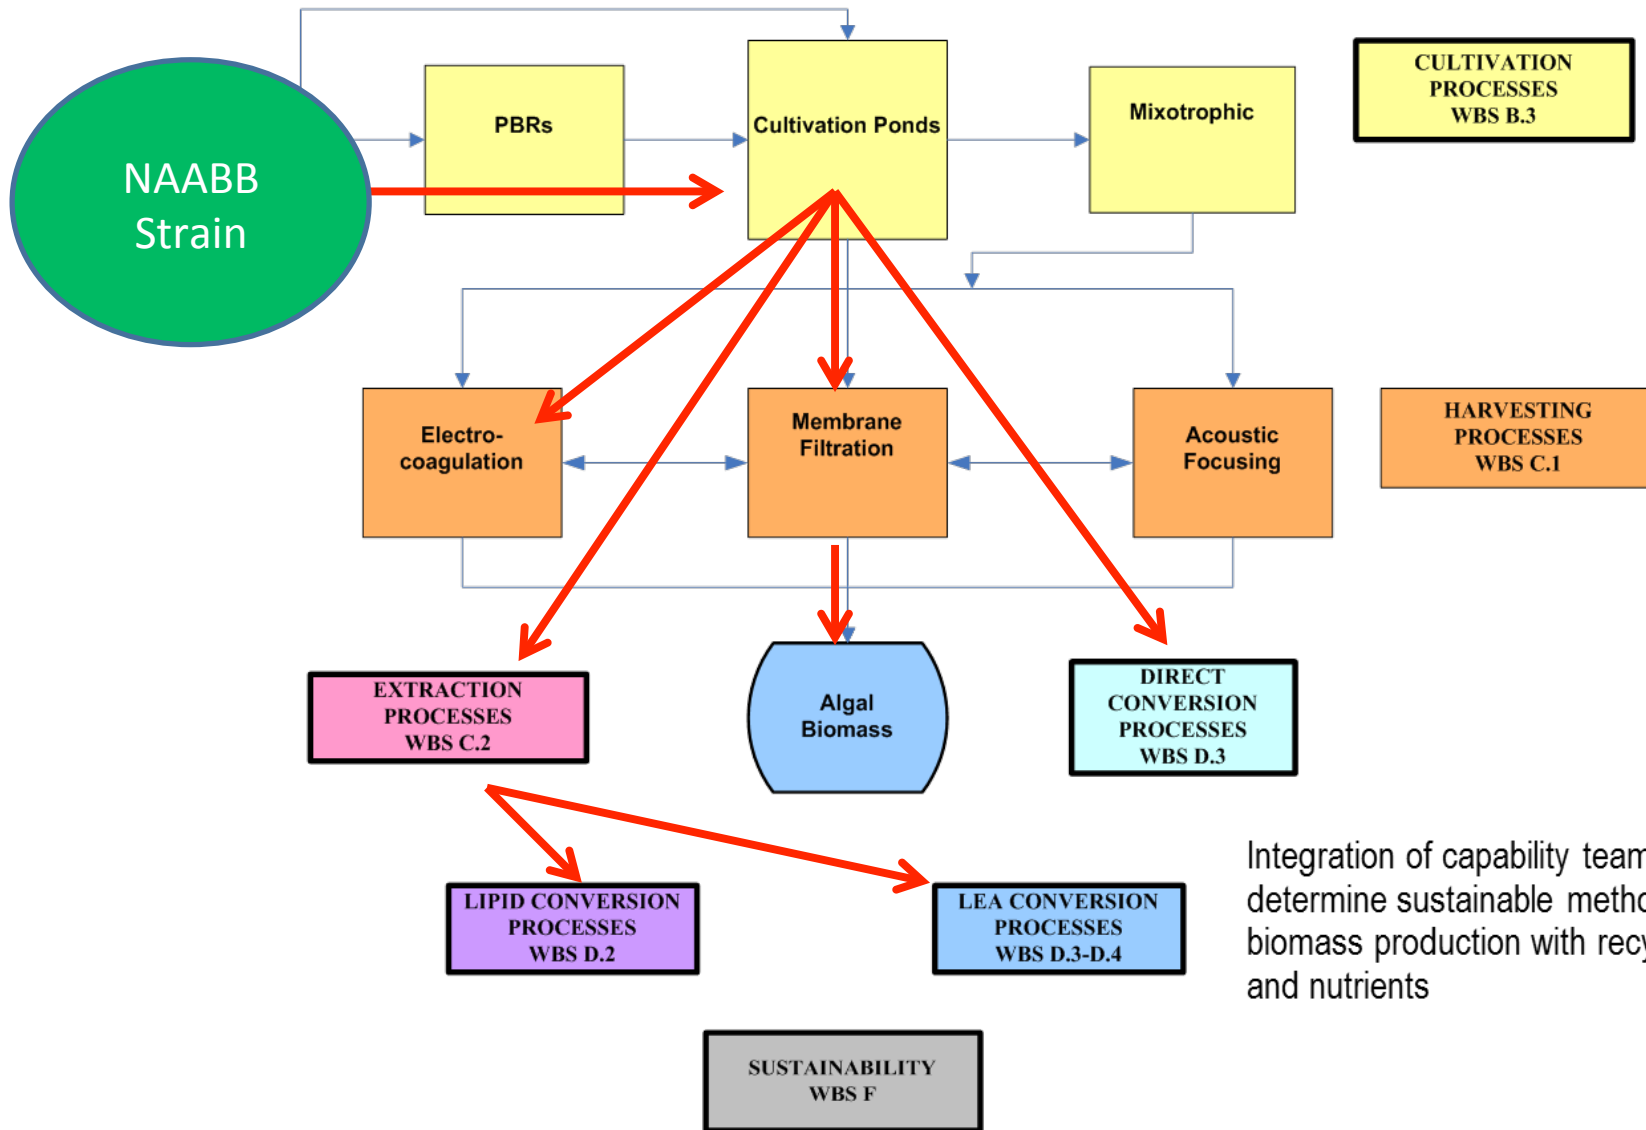 NAABB
Strain
PBRs
Cultivation Ponds
Mixotrophic
CULTIVATION
PROCESSES
WBS B.3
Electro-
coagulation
Membrane
Filtration
Acoustic
Focusing
HARVESTING
PROCESSES
WBS C.1
EXTRACTION
PROCESSES
WBS C.2
Algal
Biomass
DIRECT
CONVERSION
PROCESSES
WBS D.3
LIPID CONVERSION
PROCESSES
WBS D.2
LEA CONVERSION
PROCESSES
WBS D.3-D.4
Integration of capability team
determine sustainable
biomass production with
and nutrients
SUSTAINABILITY
WBS F